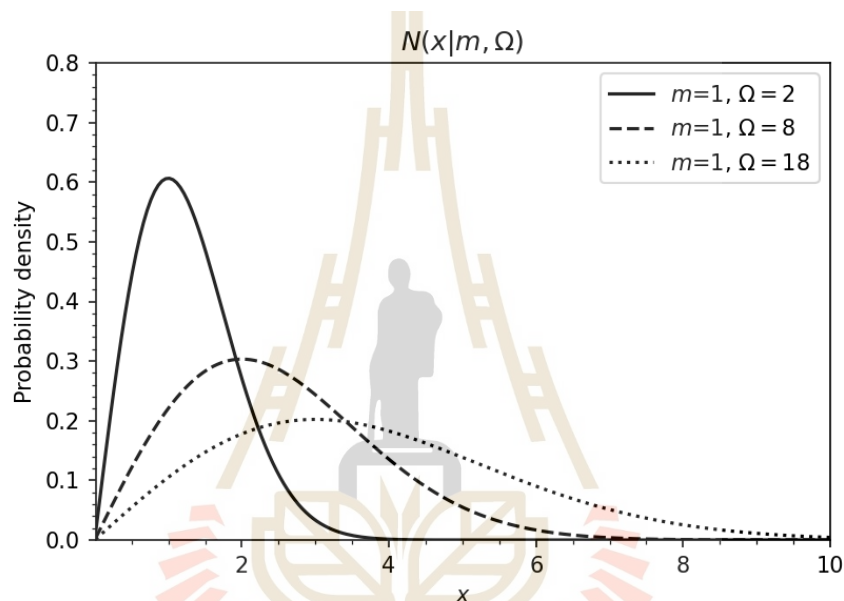 N(x|m, Ω)
Probability density
0.8
0.7
0.6
0.5
0.4
0.3
0.2
0.1
0.0
m=1, Ω = 2
m=1, Ω = 8
m=1, Ω = 18
2 4 6 8 10
x